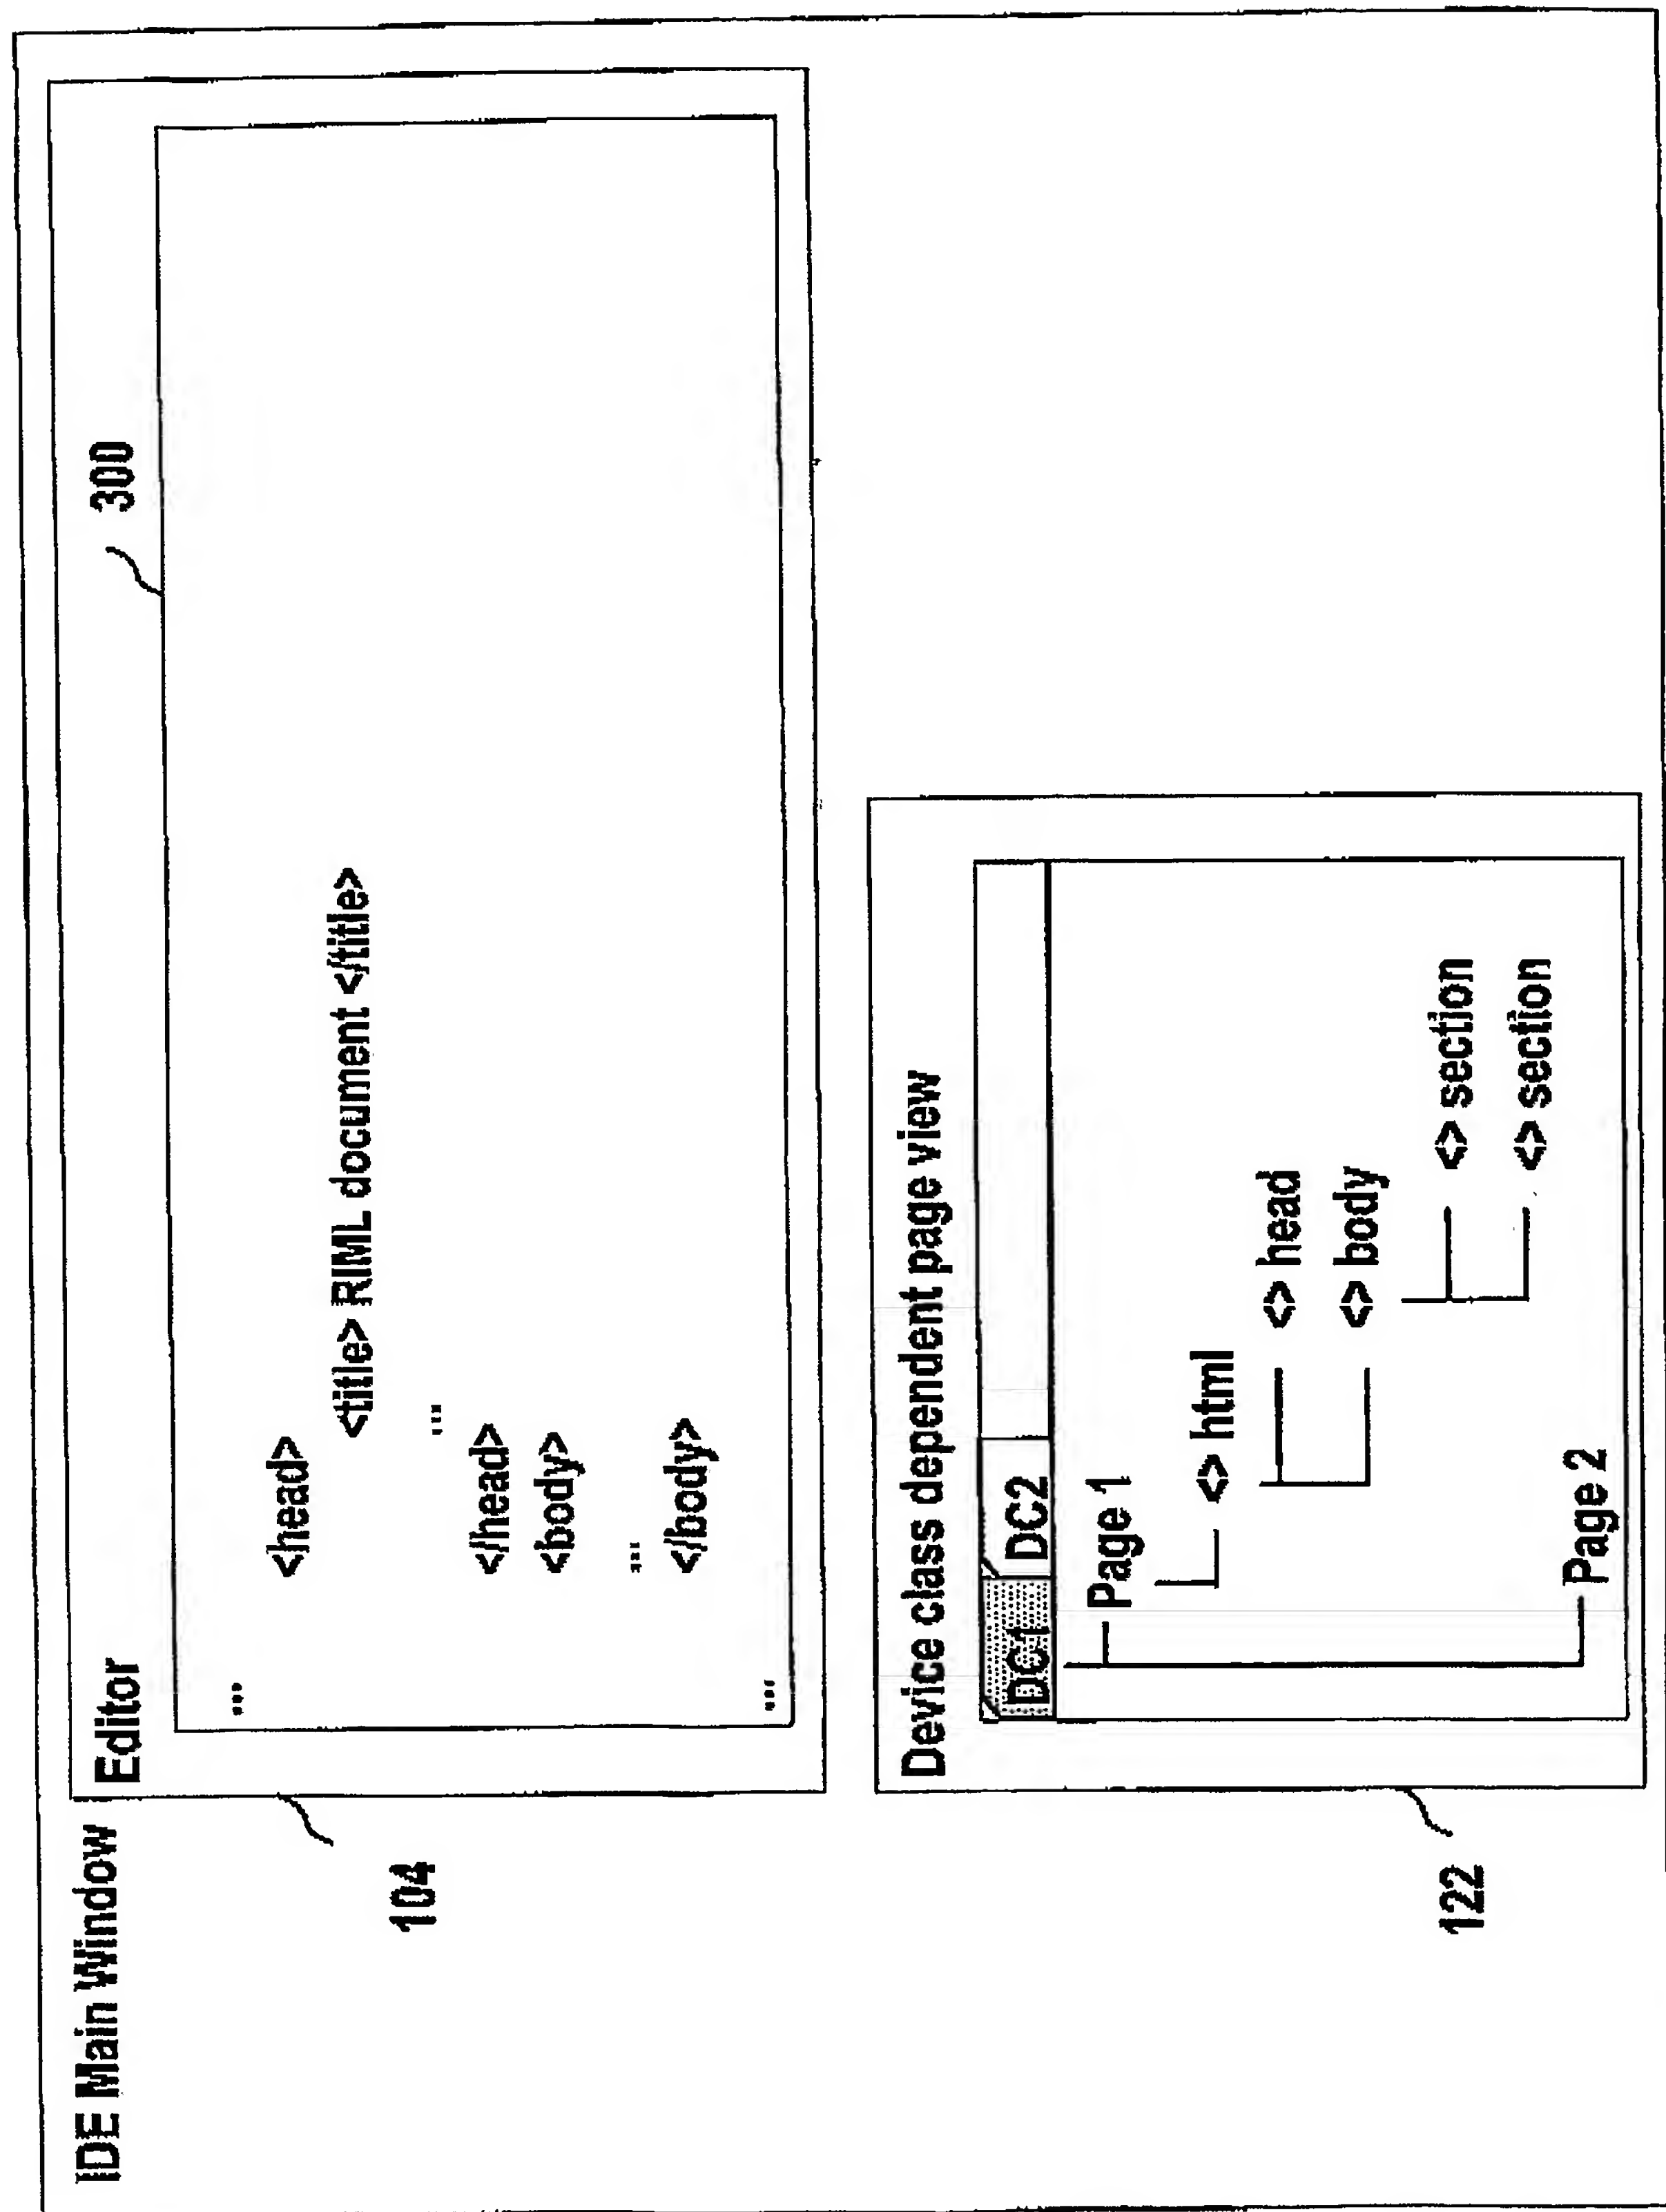 IDE Main Window
Editor
300
...
<head>
<title> RIML document </title>
...
</head>
<body>
...
</body>
...
104
Device class dependent page view
DC1 DC2
Page 1
<> html
<> head
<> body
<> section
<> section
Page 2
122